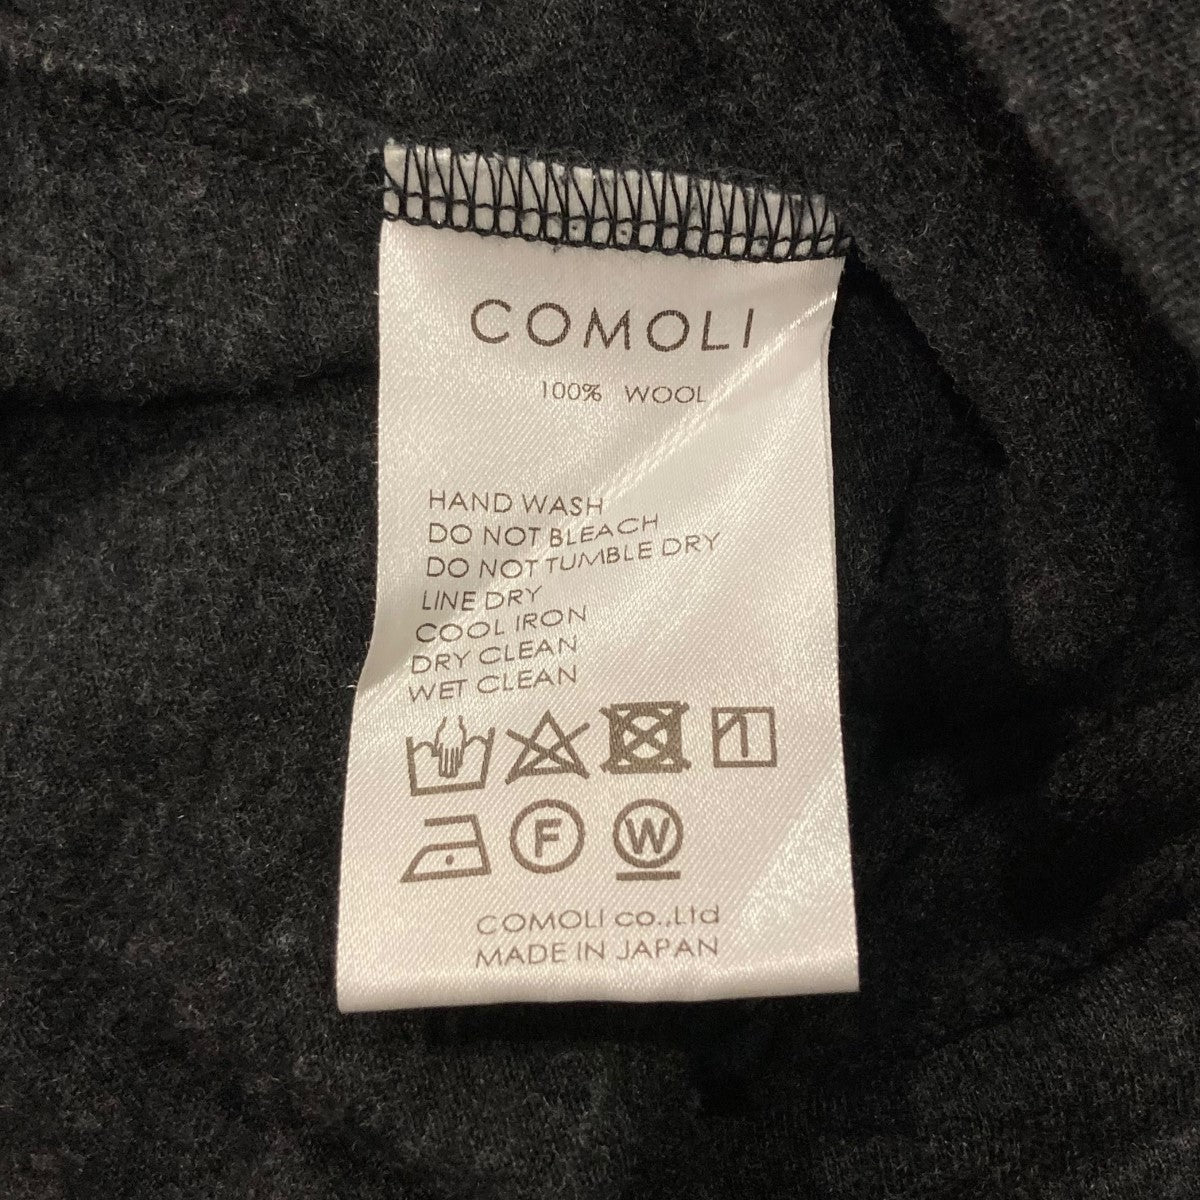 COMOLI
100% WOOL
HAND WASH
DO NOT BLEACH
DO NOT TUMBLE DRY
LINE DRY
COOL IRON
DRY CLEAN
WET CLEAN
F W
COMOLI co.,Ltd
MADE IN JAPAN